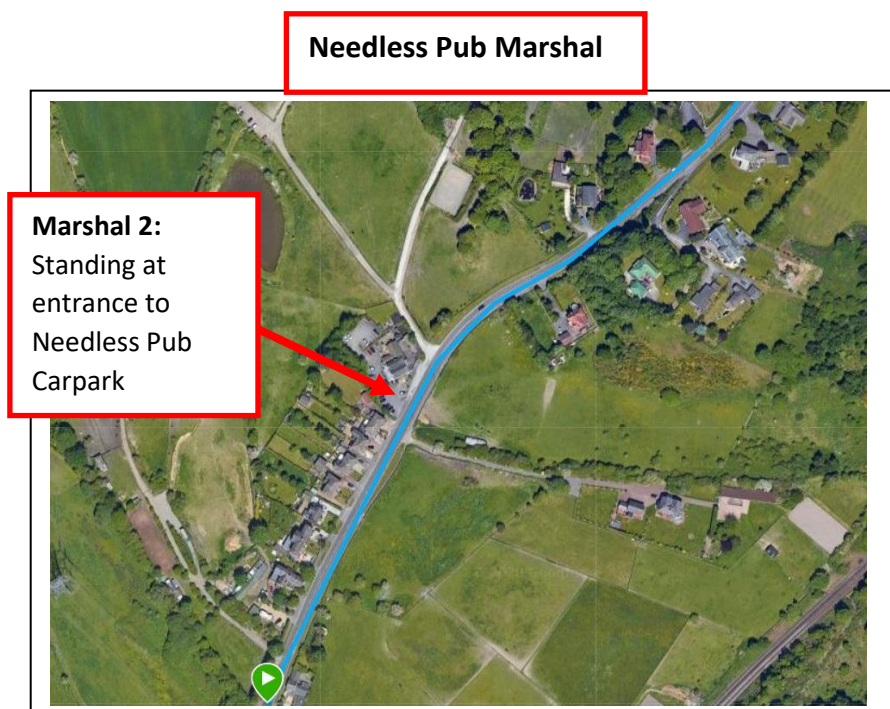 Needless Pub Marshal
Marshal 2:
Standing at
entrance to
Needless Pub
Carpark